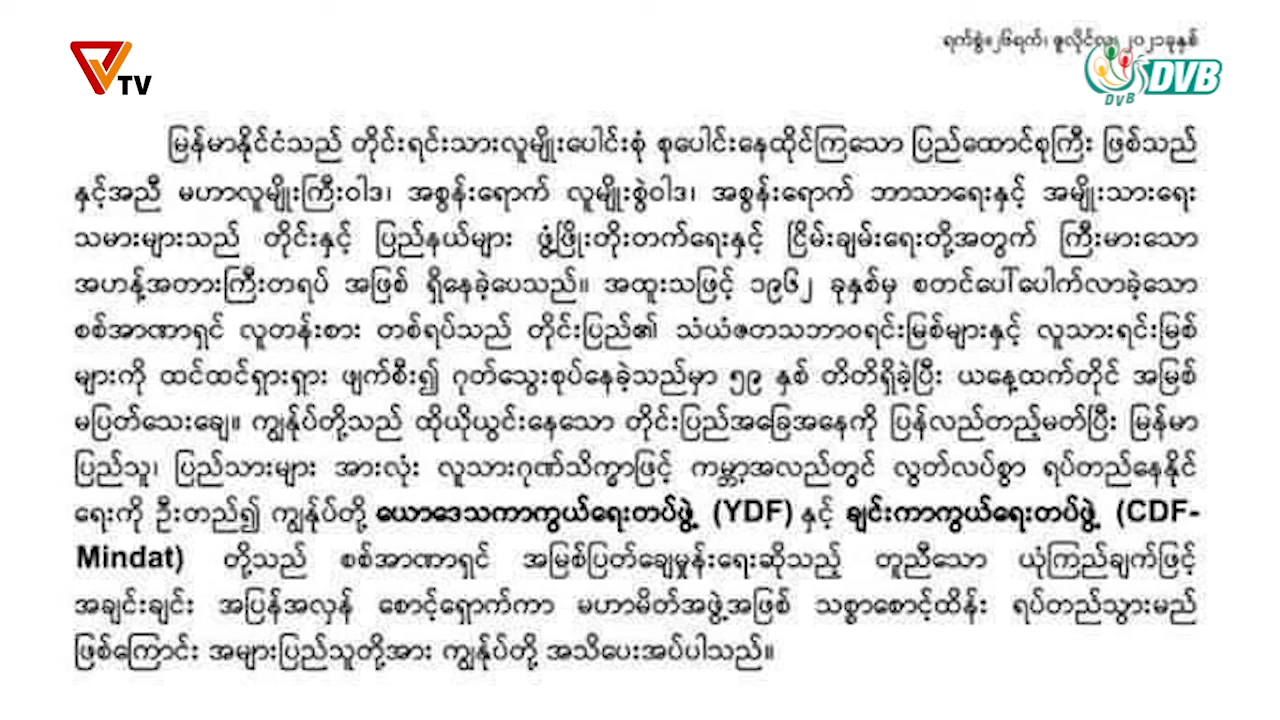 ရက်စွဲ။၂၆ရက်၊ ဇူလိုင်လ၊ ၂၀၂၁ခုနှစ်
TV
DVB
DVB
မြန်မာနိုင်ငံသည် တိုင်းရင်းသားလူမျိုးပေါင်းစုံ စုပေါင်းနေထိုင်ကြသော ပြည်ထောင်စုကြီး ဖြစ်သည်
နှင့်အညီ မဟာလူမျိုးကြီးဝါဒ၊ အစွန်းရောက် လူမျိုးစွဲဝါဒ၊ အစွန်းရောက် ဘာသာရေးနှင့် အမျိုးသားရေး
သမားများသည် တိုင်းနှင့် ပြည်နယ်များ ဖွံ့ဖြိုးတိုးတက်ရေးနှင့် ငြိမ်းချမ်းရေးတို့အတွက် ကြီးမားသော
အဟန့်အတားကြီးတရပ် အဖြစ် ရှိနေခဲ့ပေသည်။ အထူးသဖြင့် ၁၉၆၂ ခုနှစ်မှ စတင်ပေါ်ပေါက်လာခဲ့သော
စစ်အာဏာရှင် လူတန်းစား တစ်ရပ်သည် တိုင်းပြည်၏ သံယံဇတသဘာဝရင်းမြစ်များနှင့် လူသားရင်းမြစ်
များကို ထင်ထင်ရှားရှား ဖျက်စီး၍ ဂုတ်သွေးစုပ်နေခဲ့သည်မှာ ၅၉ နှစ် တိတိရှိခဲ့ပြီး ယနေ့ထက်တိုင် အမြစ်
မပြတ်သေးချေ။ ကျွန်ုပ်တို့သည် ထိုယိုယွင်းနေသော တိုင်းပြည်အခြေအနေကို ပြန်လည်တည့်မတ်ပြီး မြန်မာ
ပြည်သူ၊ ပြည်သားများ အားလုံး လူသားဂုဏ်သိက္ခာဖြင့် ကမ္ဘာ့အလည်တွင် လွတ်လပ်စွာ ရပ်တည်နေနိုင်
ရေးကို ဦးတည်၍ ကျွန်ုပ်တို့ ယောဒေသကာကွယ်ရေးတပ်ဖွဲ့ (YDF) နှင့် ချင်းကာကွယ်ရေးတပ်ဖွဲ့ (CDF-
Mindat) တို့သည် စစ်အာဏာရှင် အမြစ်ပြတ်ချေမှုန်းရေးဆိုသည့် တူညီသော ယုံကြည်ချက်ဖြင့်
အချင်းချင်း အပြန်အလှန် စောင့်ရှောက်ကာ မဟာမိတ်အဖွဲ့အဖြစ် သစ္စာစောင့်ထိန်း ရပ်တည်သွားမည်
ဖြစ်ကြောင်း အများပြည်သူတို့အား ကျွန်ုပ်တို့ အသိပေးအပ်ပါသည်။